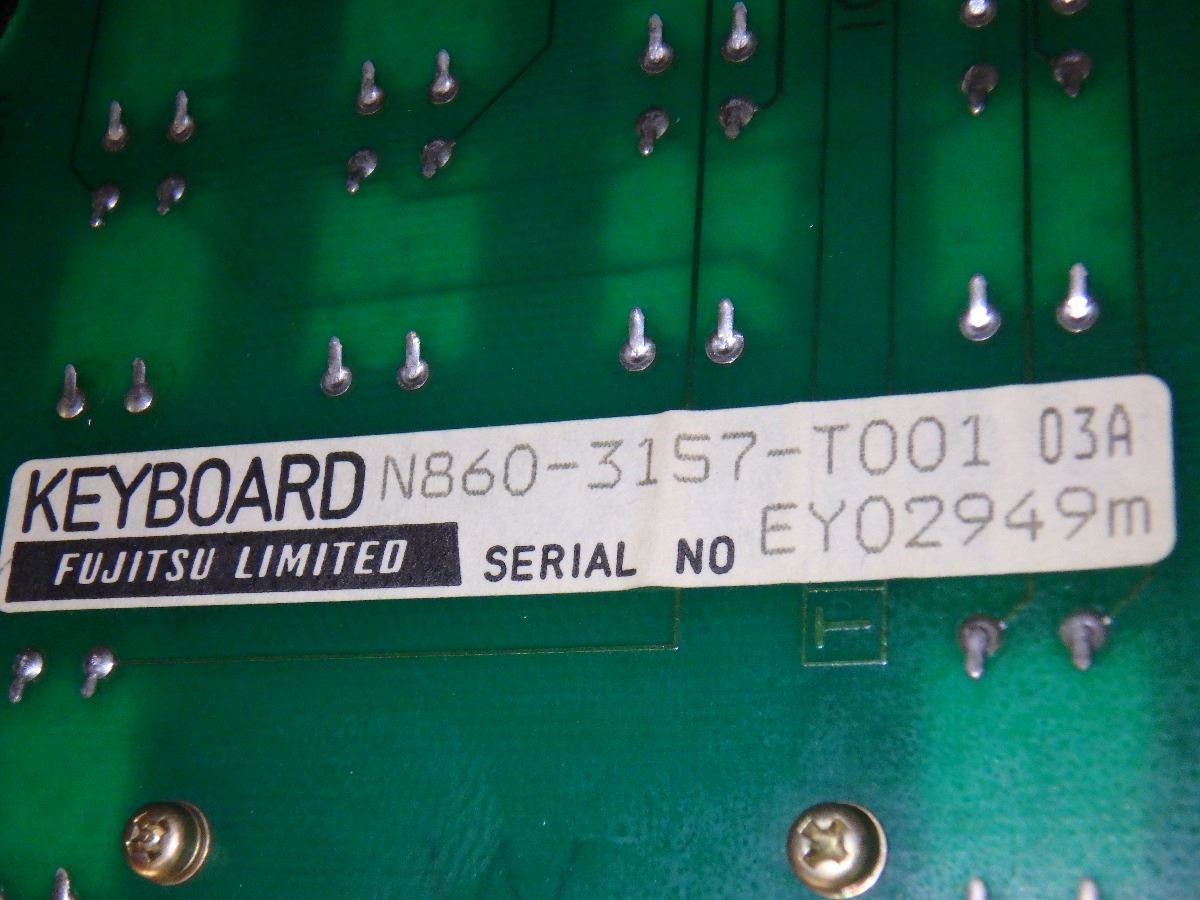 KEYBOARD N860-3157-T001 03A
FUJITSU LIMITED SERIAL NO EY02949m
T